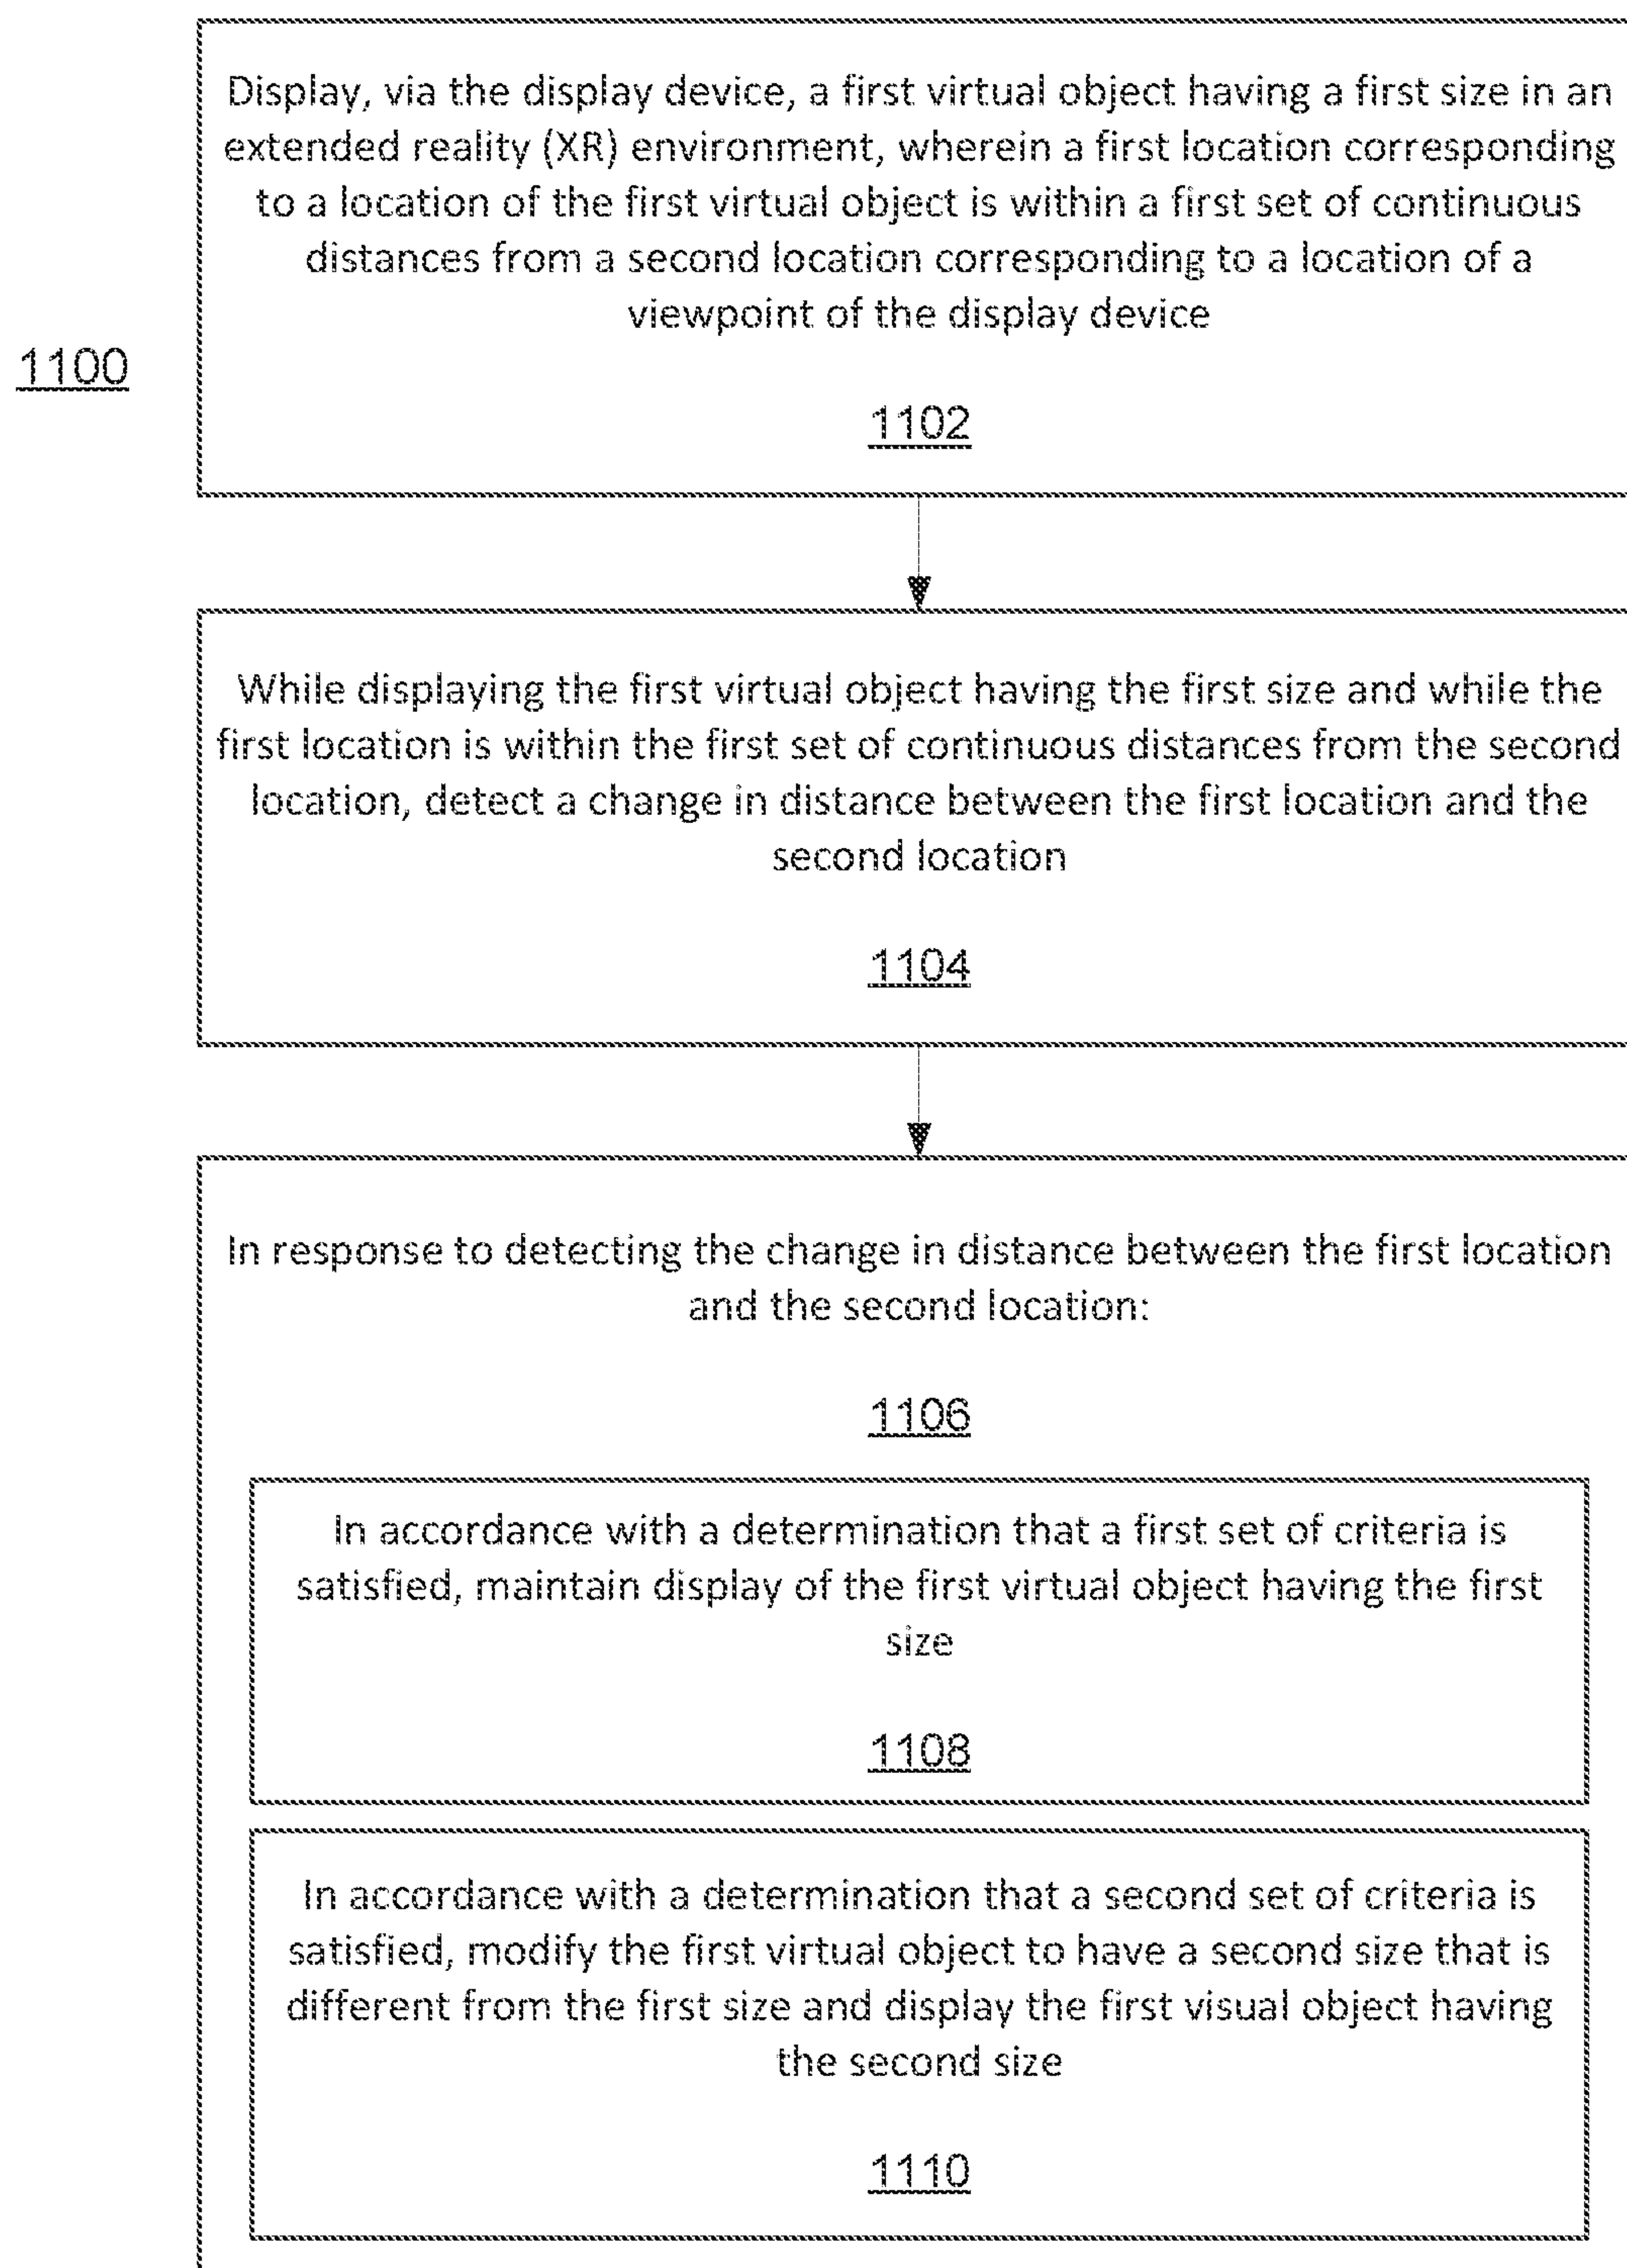 Display, via the display device, a first virtual object having a first size in an
extended reality (XR) environment, wherein a first location corresponding
to a location of the first virtual object is within a first set of continuous
distances from a second location corresponding to a location of a
viewpoint of the display device
1100
1102
While displaying the first virtual object having the first size and while the
first location is within the first set of continuous distances from the second
location, detect a change in distance between the first location and the
second location
1104
In response to detecting the change in distance between the first location
and the second location:
1106
In accordance with a determination that a first set of criteria is
satisfied, maintain display of the first virtual object having the first
size
1108
In accordance with a determination that a second set of criteria is
satisfied, modify the first virtual object to have a second size that is
different from the first size and display the first visual object having
the second size
1110